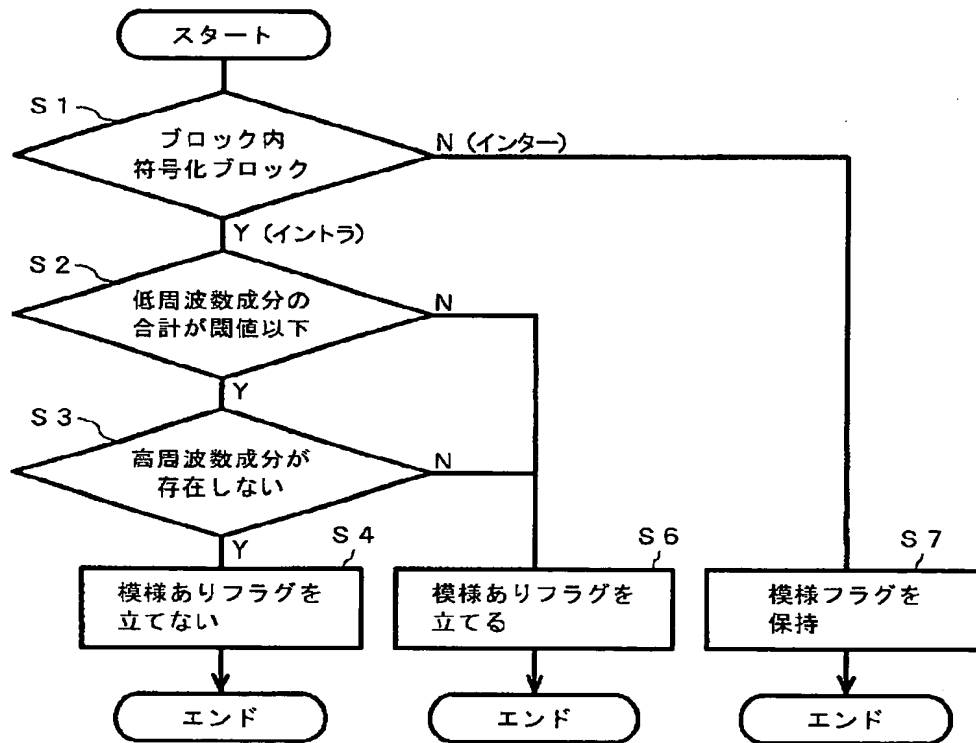 スタート
S1
ブロック内
符号化ブロック
N (インター)
Y (イントラ)
S2
低周波数成分の
合計が閾値以下
N
Y
S3
高周波数成分が
存在しない
N
Y
S4
模様ありフラグを
立てない
S6
模様ありフラグを
立てる
S7
模様フラグを
保持
エンド
エンド
エンド